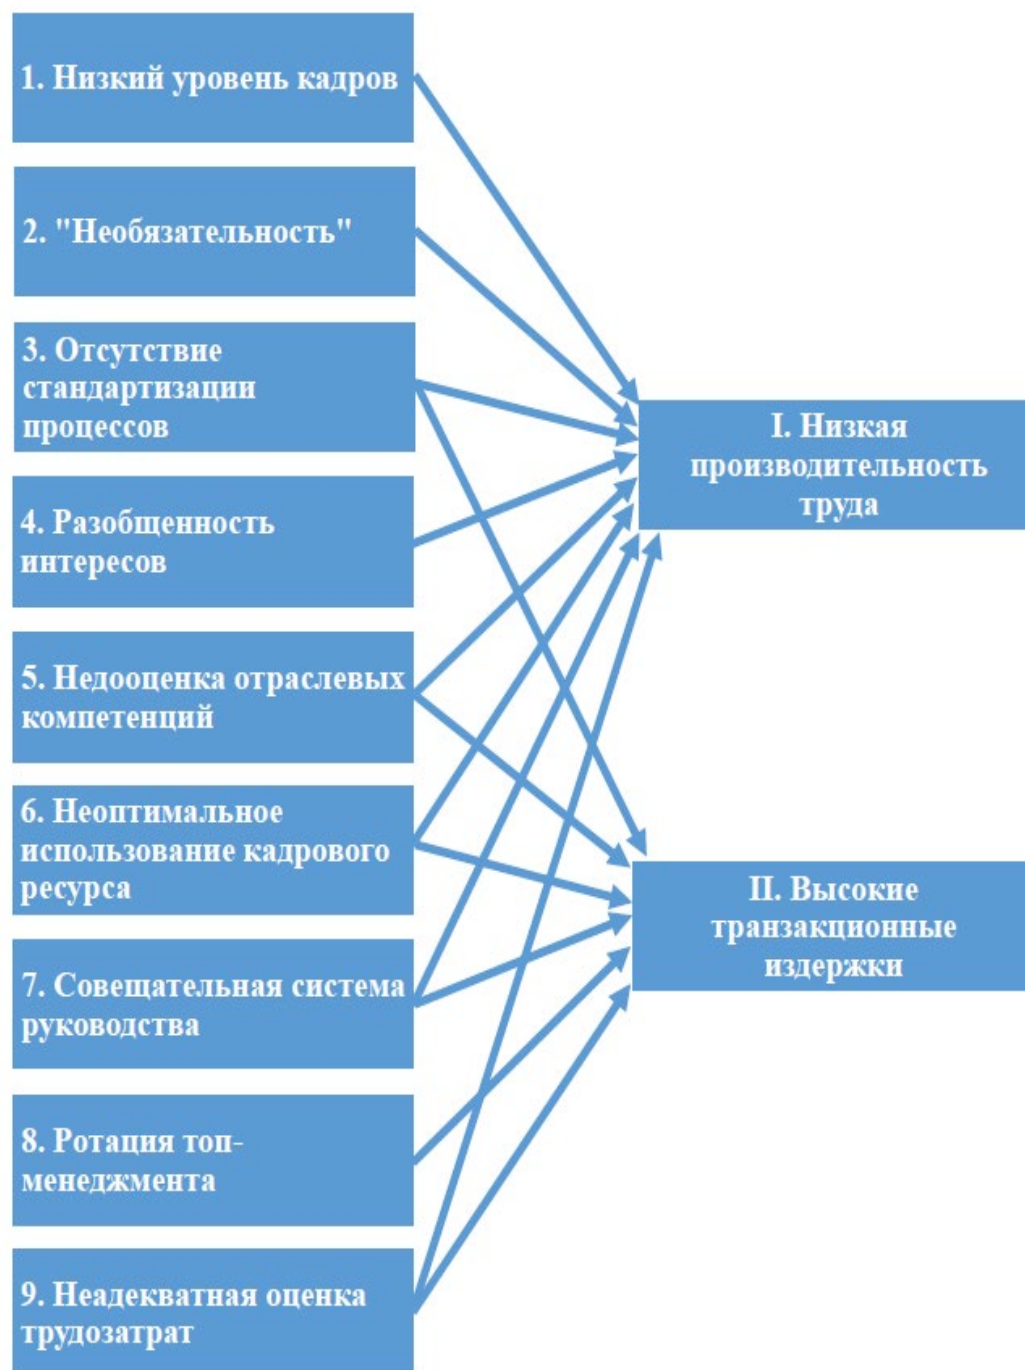 1. Низкий уровень кадров
2. "Необязательность"
3. Отсутствие
стандартизации
процессов
4. Разобщенность
интересов
5. Недооценка отраслевых
компетенций
6. Неоптимальное
использование кадрового
ресурса
7. Совещательная система
руководства
8. Ротация топ-
менеджмента
9. Неадекватная оценка
трудозатрат
I. Низкая
производительность
труда
II. Высокие
транзакционные
издержки